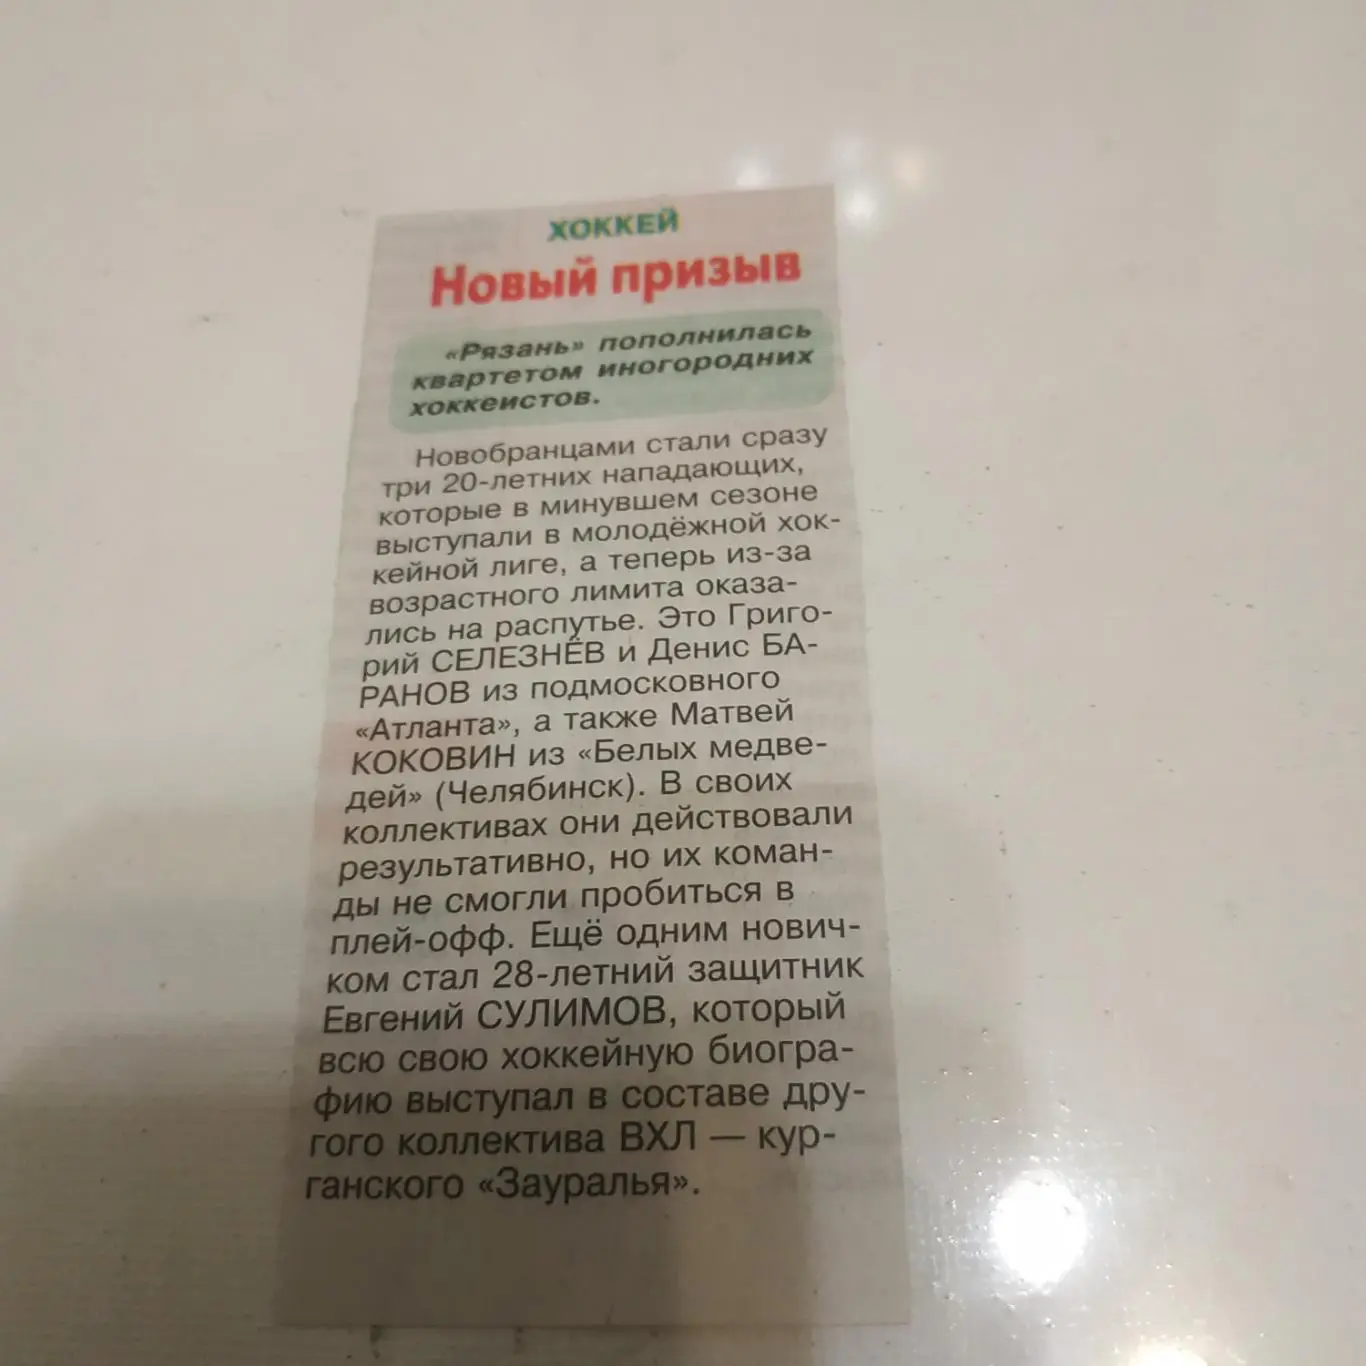 ХОККЕЙ
Новый призыв
«Рязань» пополнилась
квартетом иногородних
хоккеистов.
Новобранцами стали сразу
три 20-летних нападающих,
которые в минувшем сезоне
выступали в молодёжной хок-
кейной лиге, а теперь из-за
возрастного лимита оказа-
лись на распутье. Это Григо-
рий СЕЛЕЗНЁВ и Денис БА-
РАНОВ из подмосковного
«Атланта», а также Матвей
КОКОВИН из «Белых медве-
дей» (Челябинск). В своих
коллективах они действовали
результативно, но их коман-
ды не смогли пробиться в
плей-офф. Ещё одним нович-
ком стал 28-летний защитник
Евгений СУЛИМОВ, который
всю свою хоккейную биогра-
фию выступал в составе дру-
гого коллектива ВХЛ — кур-
ганского «Зауралья».